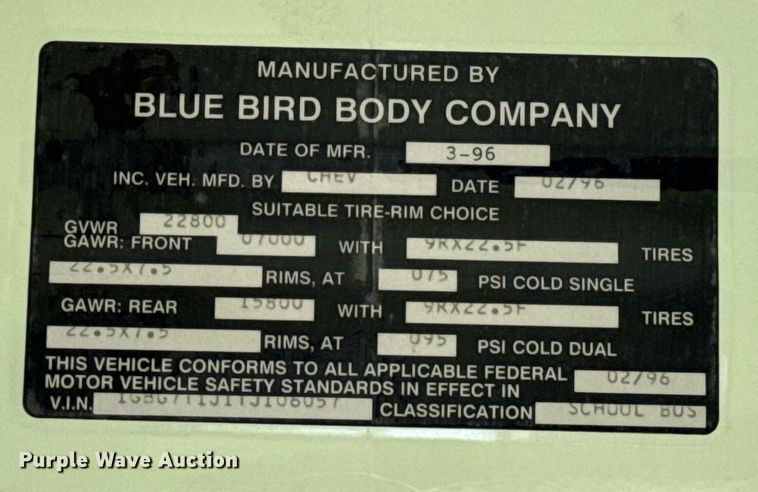 MANUFACTURED BY
BLUE BIRD BODY COMPANY
DATE OF MFR. 3-96
INC. VEH. MFD. BY CHEV DATE 02/96
SUITABLE TIRE-RIM CHOICE
GVWR 22800
GAWR: FRONT 07000 WITH 9RX22.5F TIRES
22.5X7.5 RIMS, AT 075 PSI COLD SINGLE
GAWR: REAR 15800 WITH 9RX22.5F TIRES
22.5X7.5 RIMS, AT 095 PSI COLD DUAL
THIS VEHICLE CONFORMS TO ALL APPLICABLE FEDERAL
MOTOR VEHICLE SAFETY STANDARDS IN EFFECT IN 02/96
V.I.N. CLASSIFICATION SCHOOL BUS
Purple Wave Auction